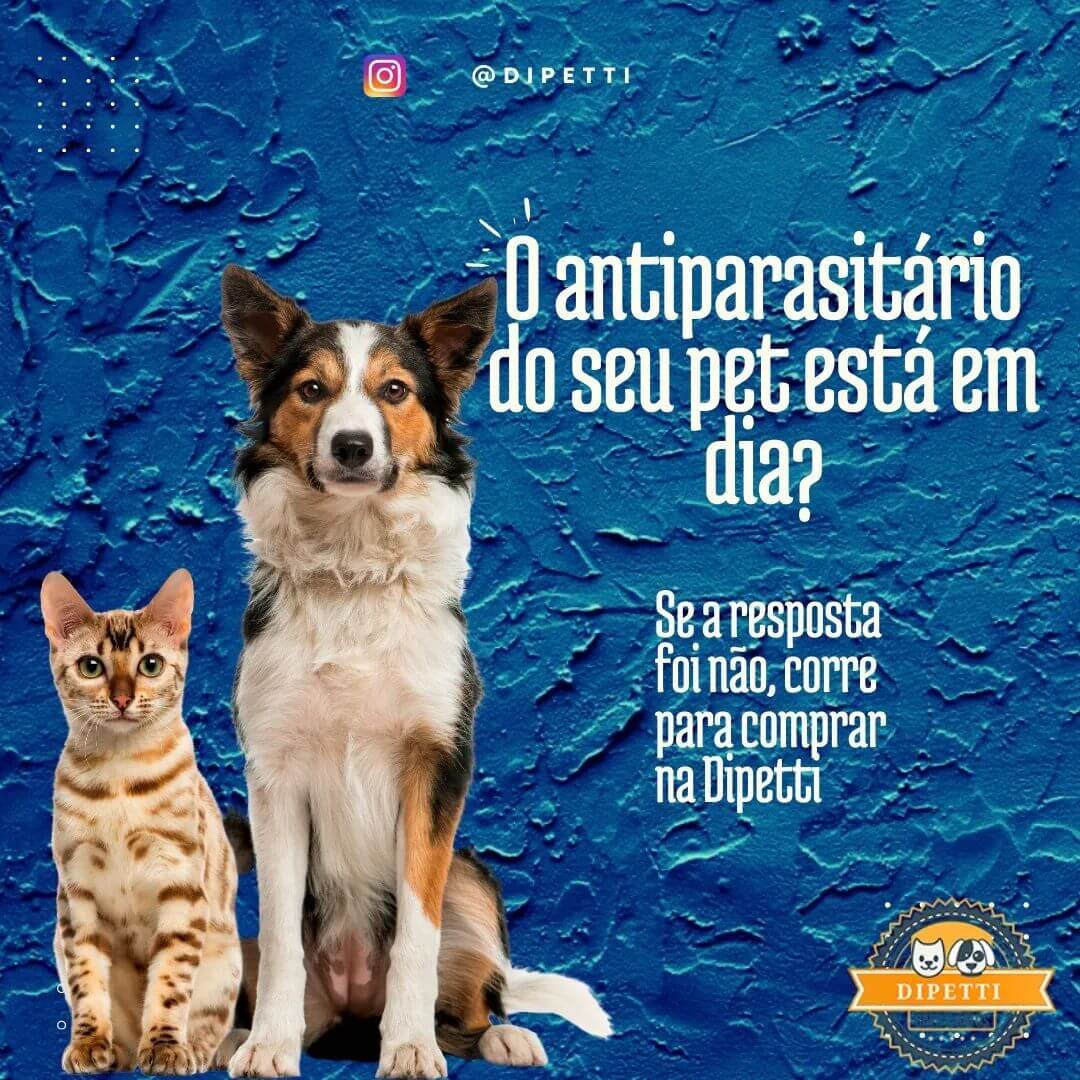 @DIPETTI
O antiparasitário
do seu pet está em
dia?
Se a resposta
foi não, corre
para comprar
na Dipetti
DIPETTI